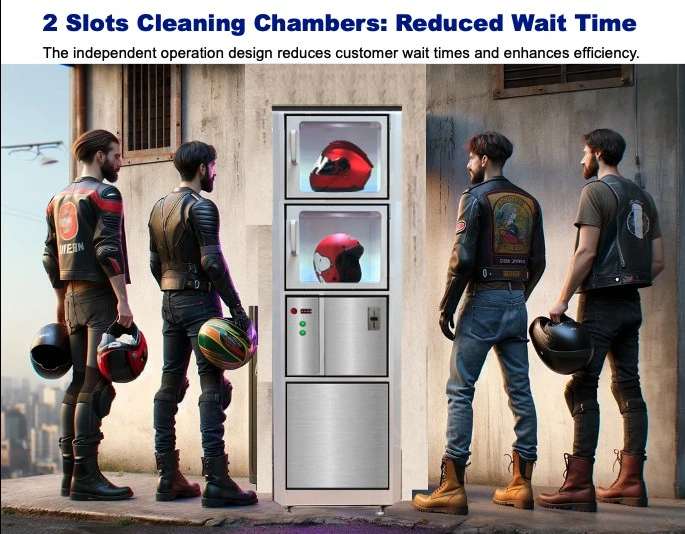 2 Slots Cleaning Chambers: Reduced Wait Time
The independent operation design reduces customer wait times and enhances efficiency.